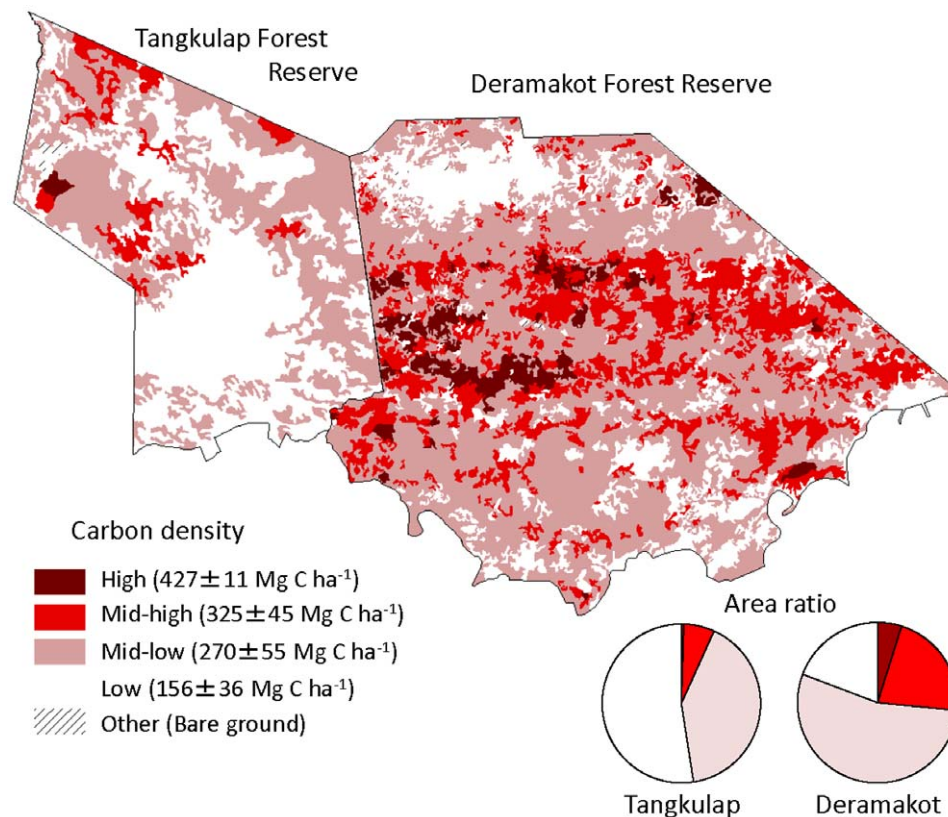 Tangkulap Forest
Reserve
Deramakot Forest Reserve
Carbon density
High (427±11 Mg C ha⁻¹)
Mid-high (325±45 Mg C ha⁻¹)
Mid-low (270±55 Mg C ha⁻¹)
Low (156±36 Mg C ha⁻¹)
Other (Bare ground)
Area ratio
Tangkulap
Deramakot